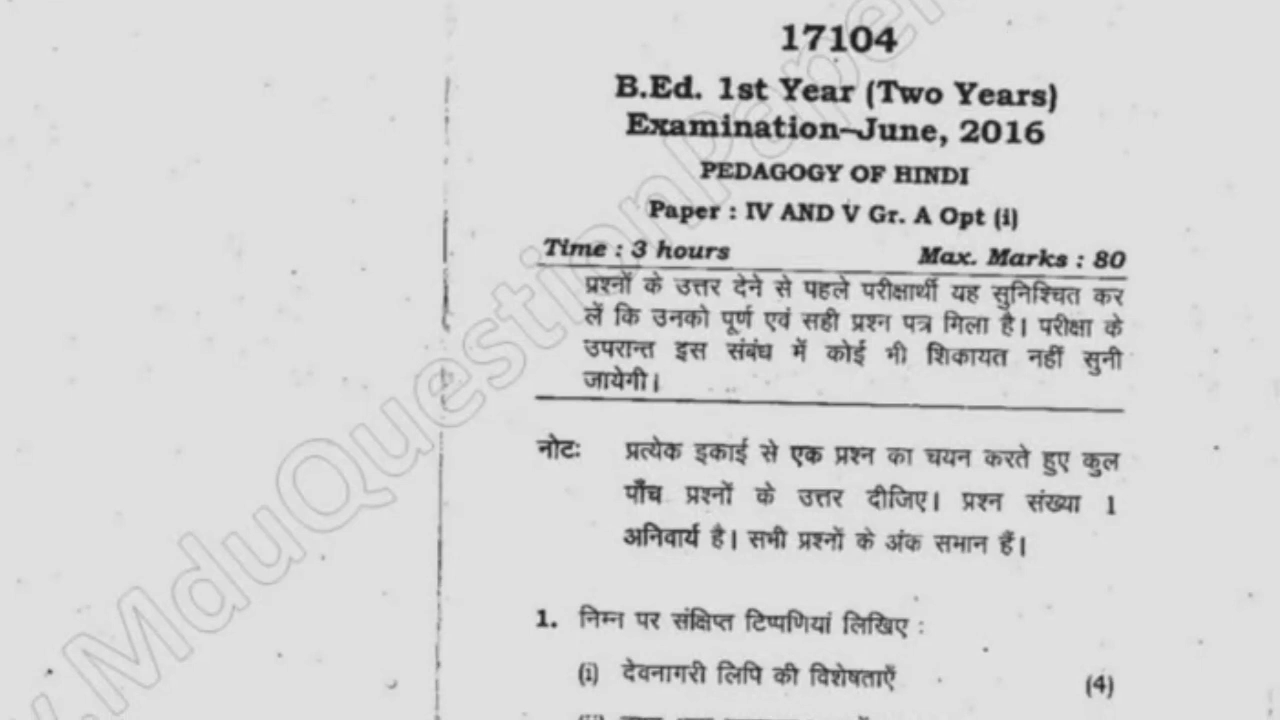 17104
B.Ed. 1st Year (Two Years)
Examination–June, 2016
PEDAGOGY OF HINDI
Paper : IV AND V Gr. A Opt (i)
Time : 3 hours Max. Marks : 80
प्रश्नों के उत्तर देने से पहले परीक्षार्थी यह सुनिश्चित कर
लें कि उनको पूर्ण एवं सही प्रश्न पत्र मिला है। परीक्षा के
उपरान्त इस संबंध में कोई भी शिकायत नहीं सुनी
जायेगी।
नोटः प्रत्येक इकाई से एक प्रश्न का चयन करते हुए कुल
पाँच प्रश्नों के उत्तर दीजिए। प्रश्न संख्या 1
अनिवार्य है। सभी प्रश्नों के अंक समान हैं।
1. निम्न पर संक्षिप्त टिप्पणियां लिखिए :
(i) देवनागरी लिपि की विशेषताएँ (4)
.MduQuestionPaper